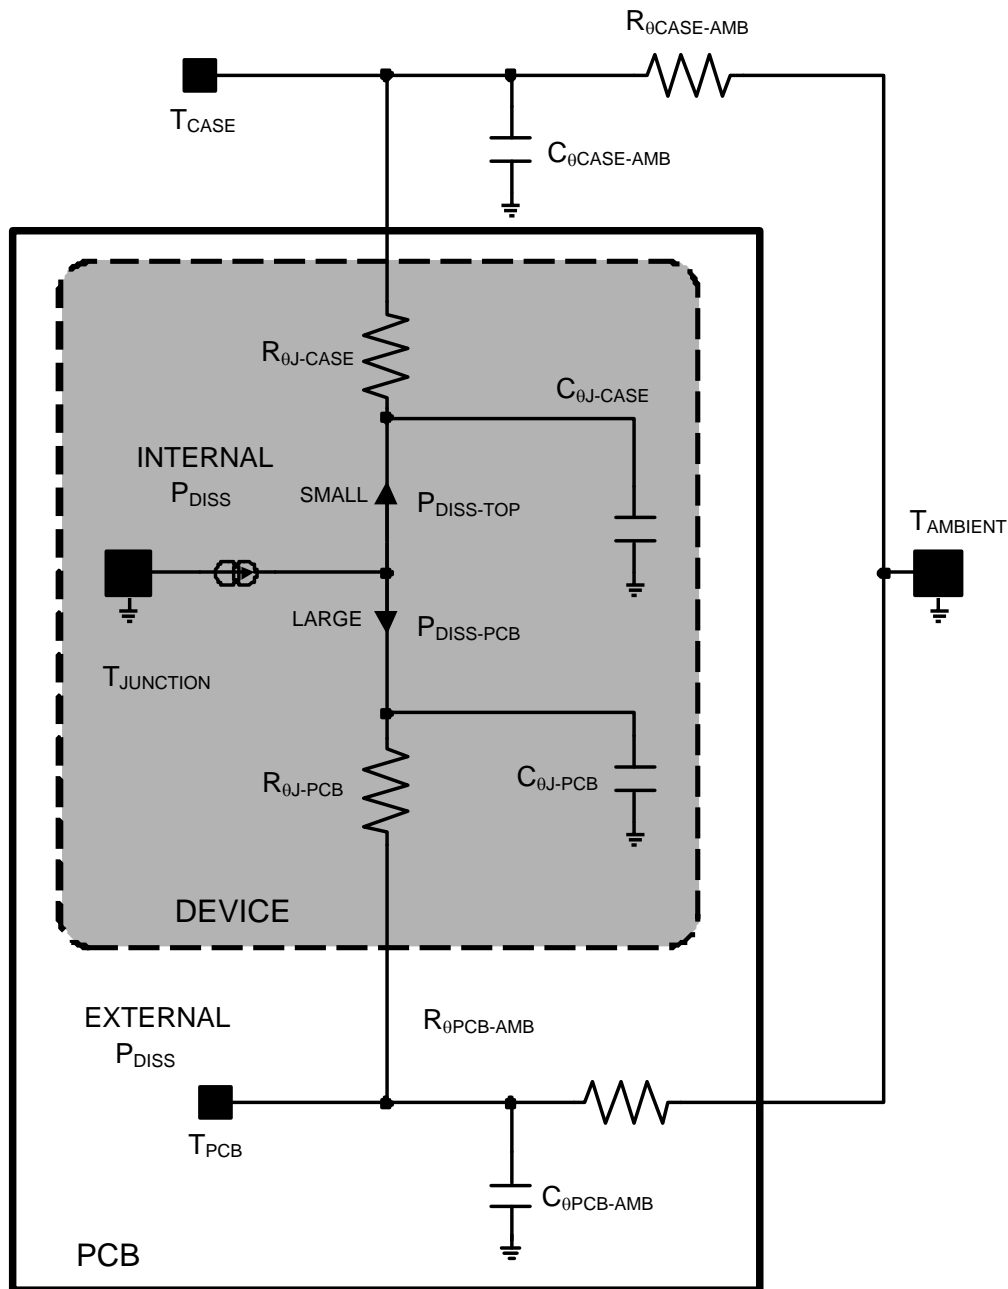 RθCASE-AMB
TCASE
CθCASE-AMB
RθJ-CASE
CθJ-CASE
INTERNAL
PDISS
SMALL
PDISS-TOP
TAMBIENT
LARGE
PDISS-PCB
TJUNCTION
RθJ-PCB
CθJ-PCB
DEVICE
EXTERNAL
PDISS
RθPCB-AMB
TPCB
CθPCB-AMB
PCB